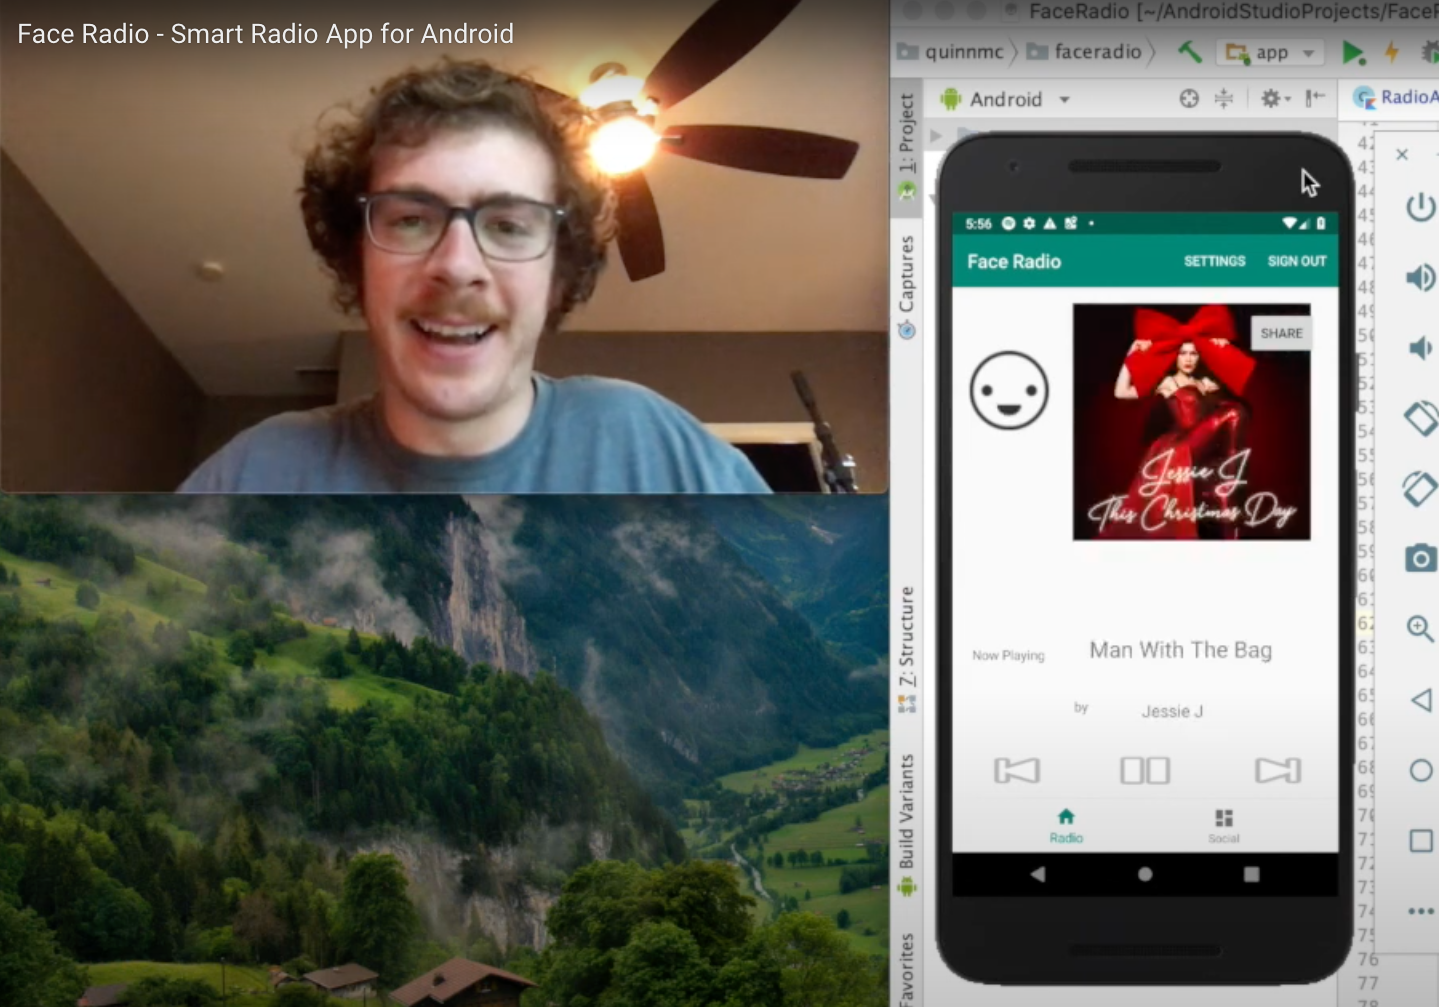 Face Radio - Smart Radio App for Android
FaceRadio [~/AndroidStudioProjects/FaceR
quinnmc
faceradio
app
Android
RadioA
1: Project
Captures
7: Structure
Build Variants
Favorites
5:56
Face Radio
SETTINGS
SIGN OUT
SHARE
Jessie J
This Christmas Day
Now Playing
Man With The Bag
by
Jessie J
Radio
Social
42
43
44
45
46
47
48
49
50
51
52
53
54
55
56
57
58
59
60
61
62
63
64
65
66
67
68
69
70
71
72
73
74
75
76
77